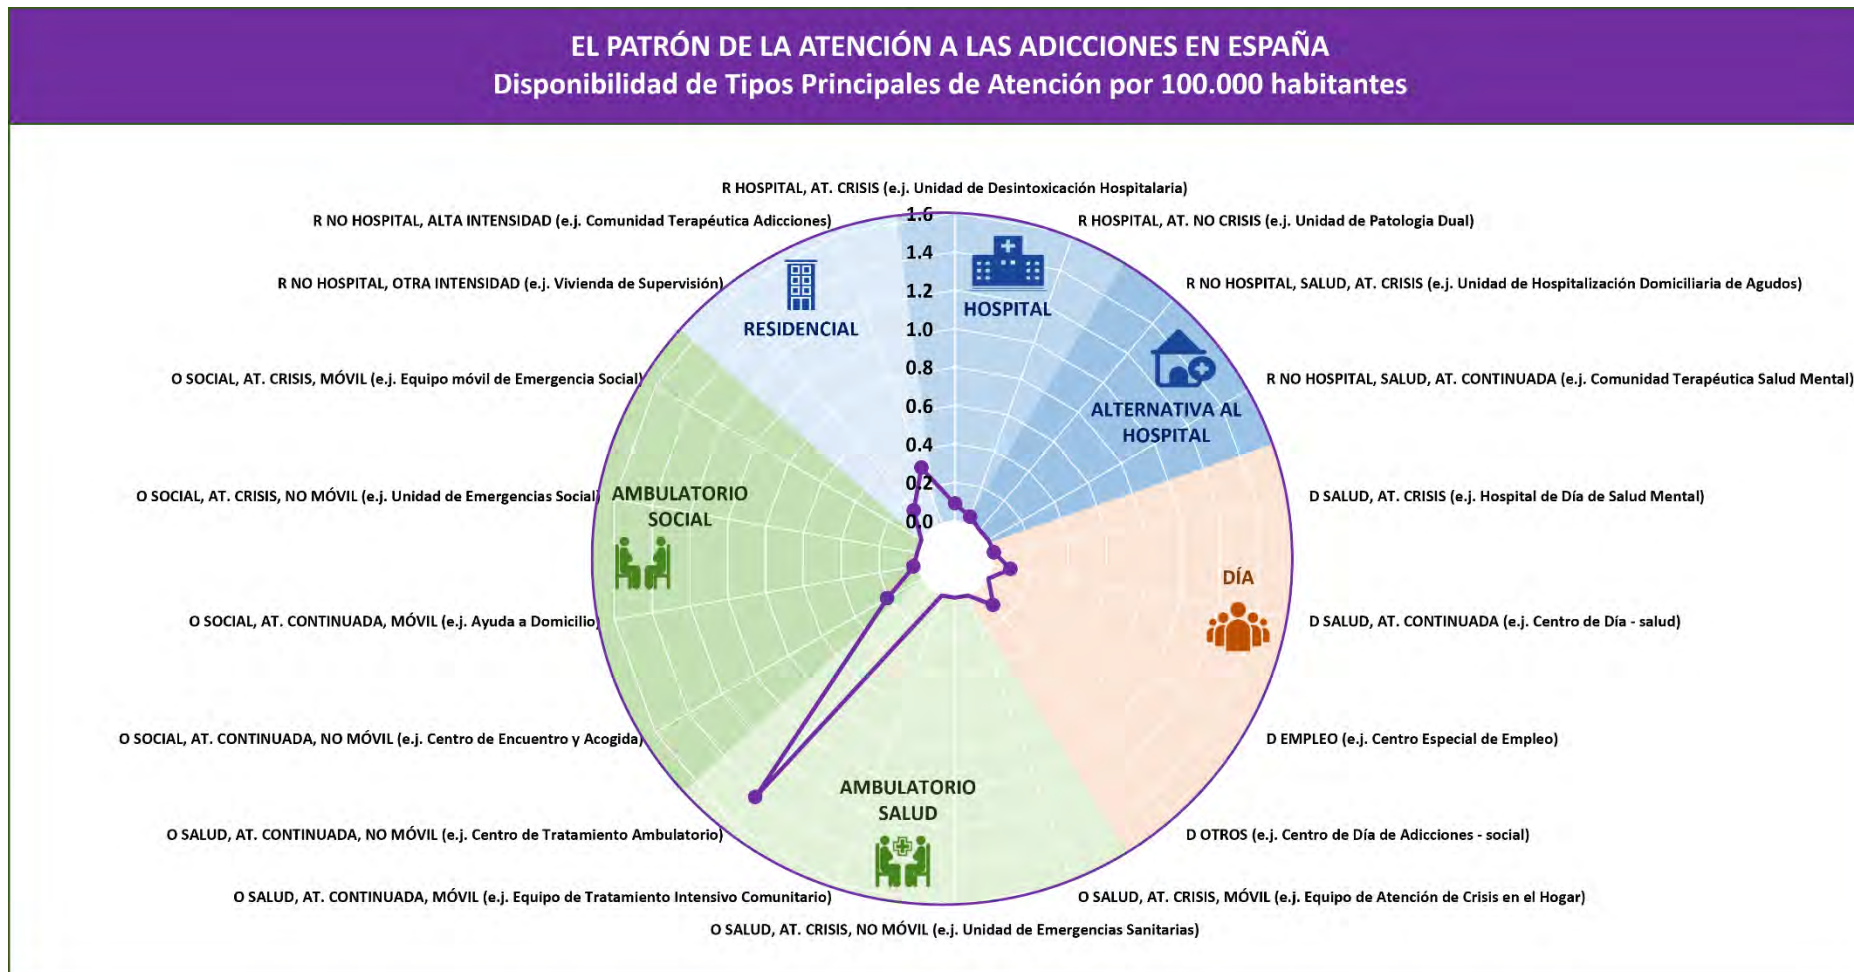 EL PATRÓN DE LA ATENCIÓN A LAS ADICCIONES EN ESPAÑA
Disponibilidad de Tipos Principales de Atención por 100.000 habitantes
R HOSPITAL, AT. CRISIS (e.j. Unidad de Desintoxicación Hospitalaria)
R HOSPITAL, AT. NO CRISIS (e.j. Unidad de Patologia Dual)
R NO HOSPITAL, SALUD, AT. CRISIS (e.j. Unidad de Hospitalización Domiciliaria de Agudos)
R NO HOSPITAL, SALUD, AT. CONTINUADA (e.j. Comunidad Terapéutica Salud Mental)
D SALUD, AT. CRISIS (e.j. Hospital de Día de Salud Mental)
D SALUD, AT. CONTINUADA (e.j. Centro de Día - salud)
D EMPLEO (e.j. Centro Especial de Empleo)
D OTROS (e.j. Centro de Día de Adicciones - social)
O SALUD, AT. CRISIS, MÓVIL (e.j. Equipo de Atención de Crisis en el Hogar)
O SALUD, AT. CRISIS, NO MÓVIL (e.j. Unidad de Emergencias Sanitarias)
O SALUD, AT. CONTINUADA, MÓVIL (e.j. Equipo de Tratamiento Intensivo Comunitario)
O SALUD, AT. CONTINUADA, NO MÓVIL (e.j. Centro de Tratamiento Ambulatorio)
O SOCIAL, AT. CONTINUADA, NO MÓVIL (e.j. Centro de Encuentro y Acogida)
O SOCIAL, AT. CONTINUADA, MÓVIL (e.j. Ayuda a Domicilio)
O SOCIAL, AT. CRISIS, NO MÓVIL (e.j. Unidad de Emergencias Social)
O SOCIAL, AT. CRISIS, MÓVIL (e.j. Equipo móvil de Emergencia Social)
R NO HOSPITAL, OTRA INTENSIDAD (e.j. Vivienda de Supervisión)
R NO HOSPITAL, ALTA INTENSIDAD (e.j. Comunidad Terapéutica Adicciones)
1.6
1.4
1.2
1.0
0.8
0.6
0.4
0.2
0.0
HOSPITAL
ALTERNATIVA AL
HOSPITAL
DÍA
AMBULATORIO
SALUD
AMBULATORIO
SOCIAL
RESIDENCIAL